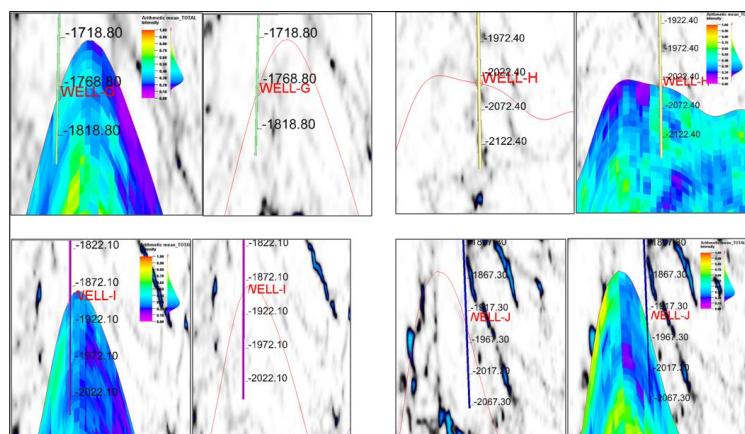 -1718.80
-1768.80
WELL-G
-1818.80
Arithmetic mean_TOTAL
Intensity
-1718.80
-1768.80
WELL-G
-1818.80
-1972.40
-2022.40
WELL-H
-2072.40
-2122.40
-1922.40
-1972.40
-2022.40
WELL-H
-2072.40
-2122.40
Arithmetic mean_TOTAL
Intensity
-1822.10
-1872.10
WELL-I
-1922.10
-1972.10
-2022.10
Arithmetic mean_TOTAL
Intensity
-1822.10
-1872.10
WELL-I
-1922.10
-1972.10
-2022.10
-1867.30
-1917.30
WELL-J
-1967.30
-2017.30
-2067.30
-1867.30
-1917.30
WELL-J
-1967.30
-2017.30
-2067.30
Arithmetic mean_TOTAL
Intensity